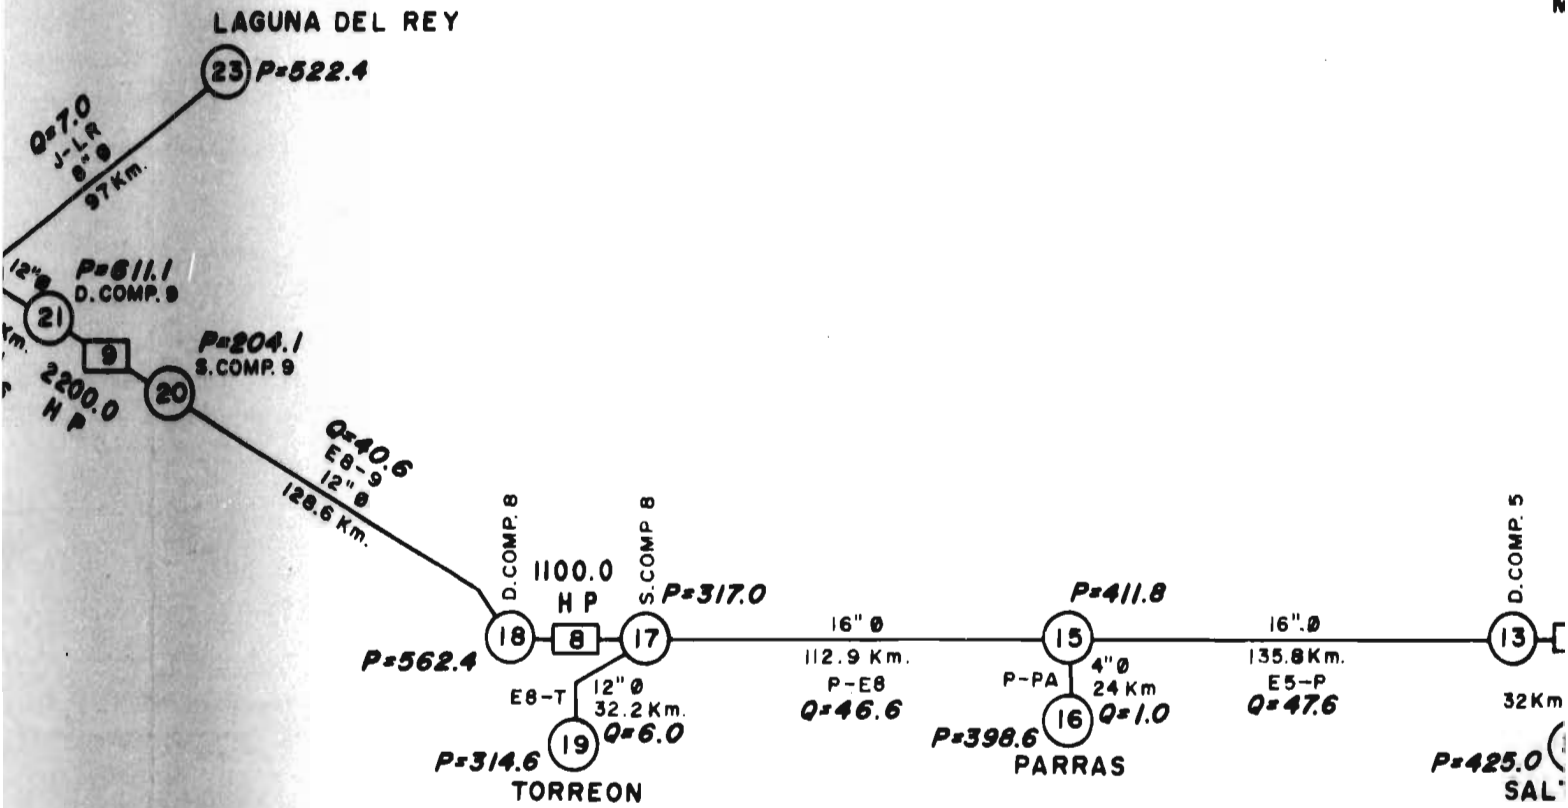 LAGUNA DEL REY
23
P=522.4
Q=7.0
J-LR
8"Ø
97 Km.
12"Ø
P=611.1
D. COMP. 9
21
Km.
9
2200.0
H P
P=204.1
S. COMP. 9
20
Q=40.6
E8-9
12"Ø
128.6 Km.
D. COMP. 8
1100.0
H P
S. COMP 8
P=317.0
18
8
17
P=562.4
E8-T
12"Ø
32.2 Km.
Q=6.0
19
P=314.6
TORREON
16"Ø
112.9 Km.
P-E8
Q=46.6
P=411.8
15
P-PA
4"Ø
24 Km
Q=1.0
16
P=398.6
PARRAS
16".Ø
135.8 Km.
E5-P
Q=47.6
D. COMP. 5
13
32 Km
P=425.0
SAL